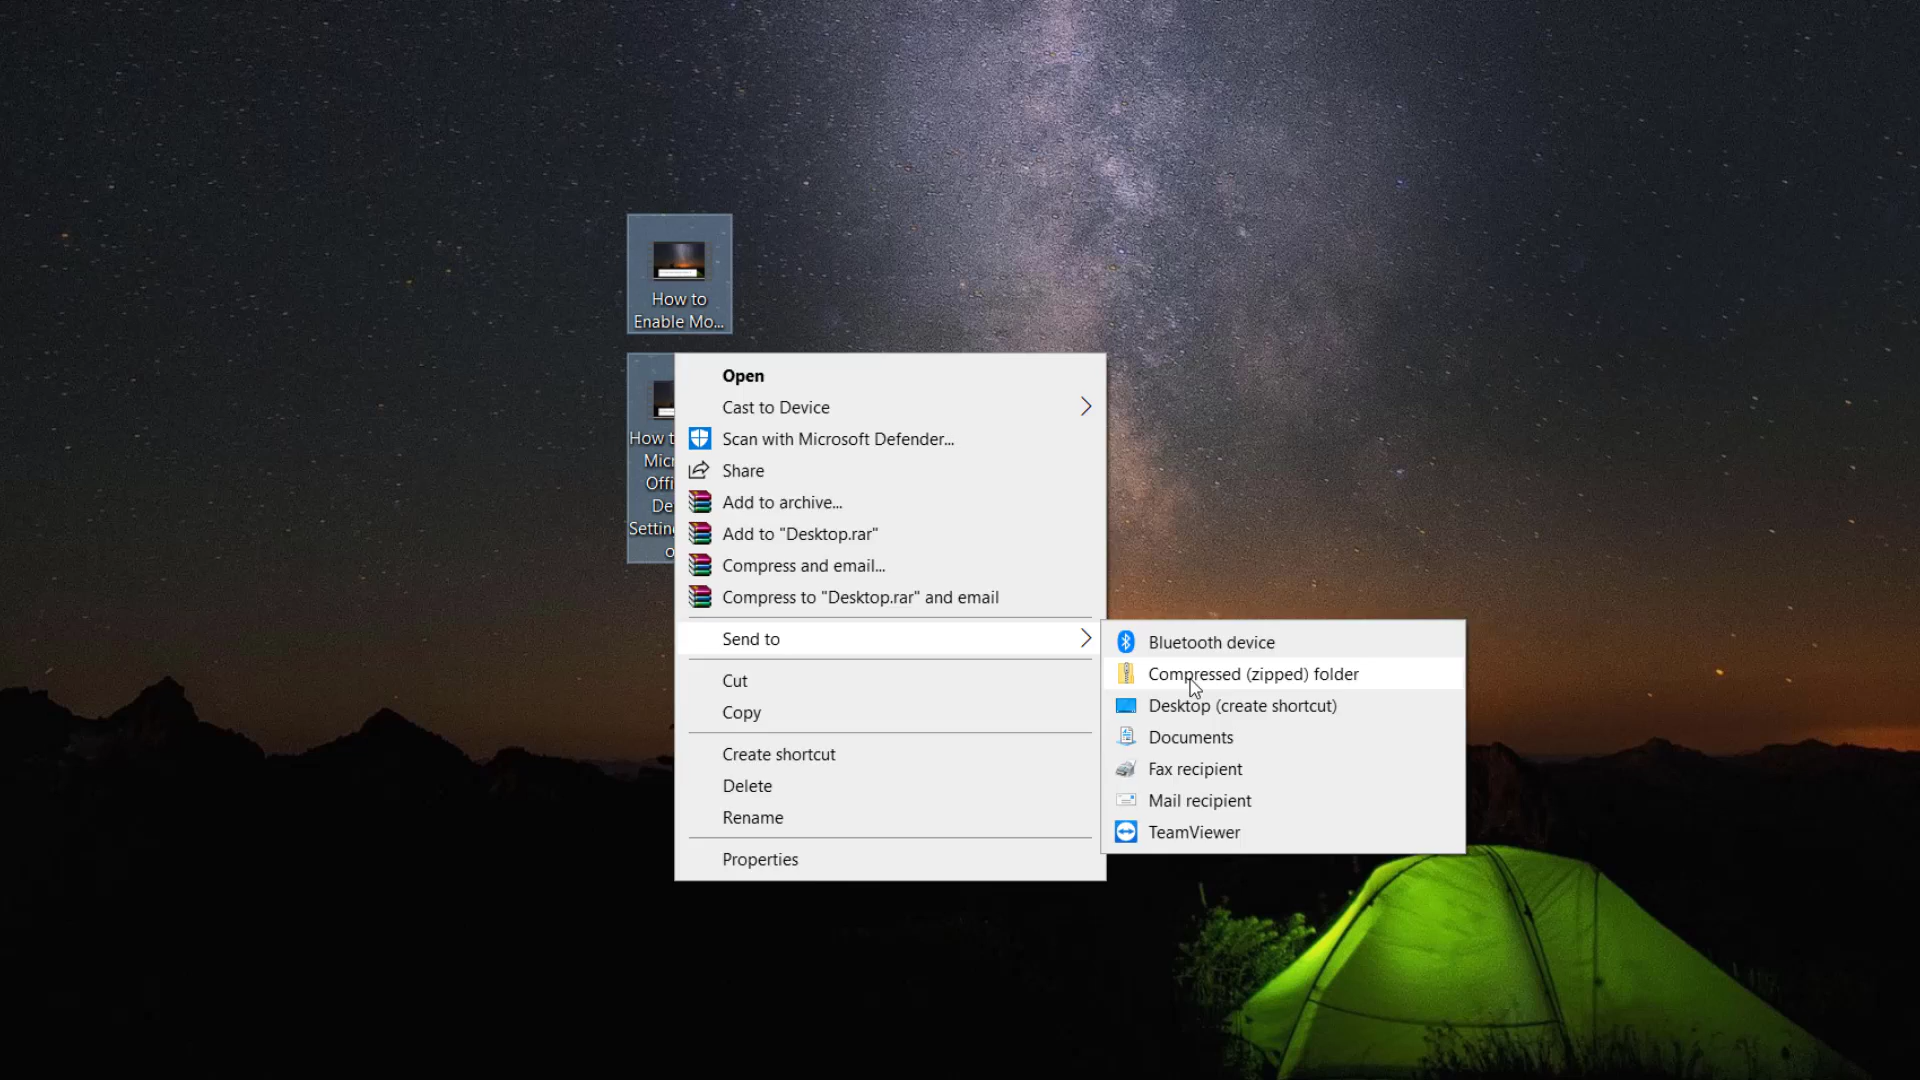 How to
Enable Mo...
How t
Micr
Offi
De
Settin
o
Open
Cast to Device
Scan with Microsoft Defender...
Share
Add to archive...
Add to "Desktop.rar"
Compress and email...
Compress to "Desktop.rar" and email
Send to
Cut
Copy
Create shortcut
Delete
Rename
Properties
Bluetooth device
Compressed (zipped) folder
Desktop (create shortcut)
Documents
Fax recipient
Mail recipient
TeamViewer